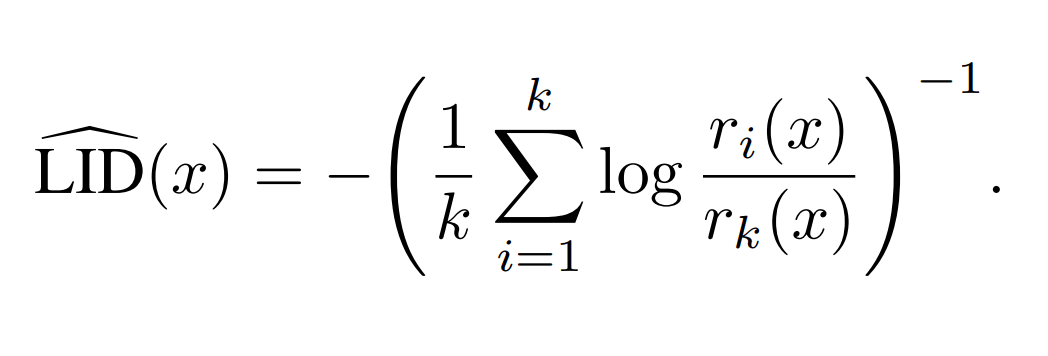 \widehat{\mathrm{LID}}(x) = -\left( \frac{1}{k} \sum_{i=1}^{k} \log \frac{r_i(x)}{r_k(x)} \right)^{-1}.